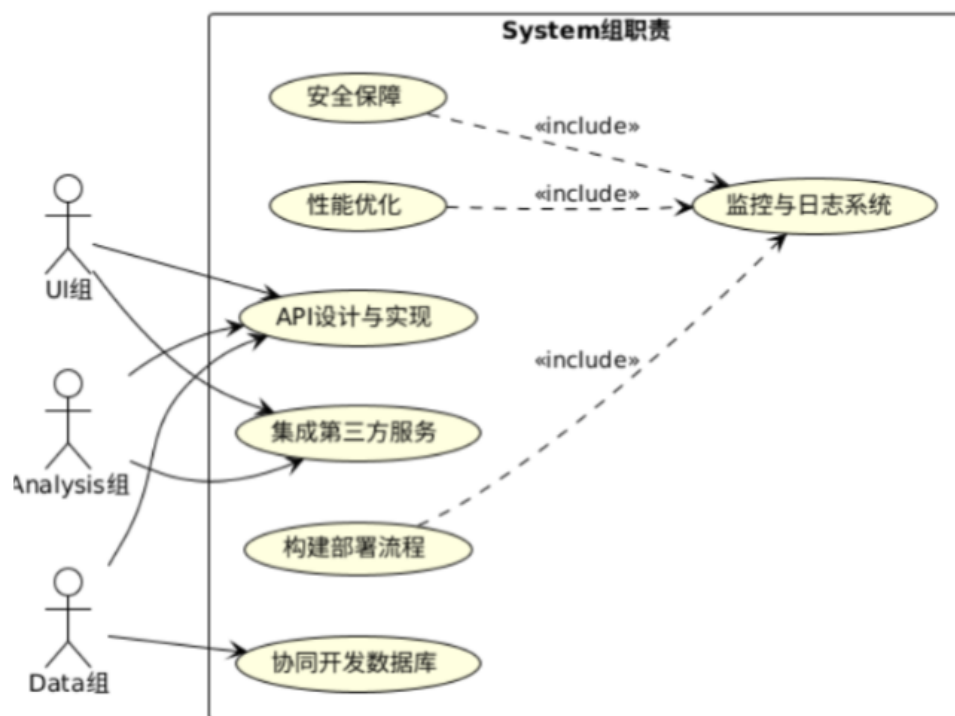 System组职责
安全保障
«include»
性能优化
«include»
监控与日志系统
UI组
API设计与实现
«include»
Analysis组
集成第三方服务
构建部署流程
Data组
协同开发数据库